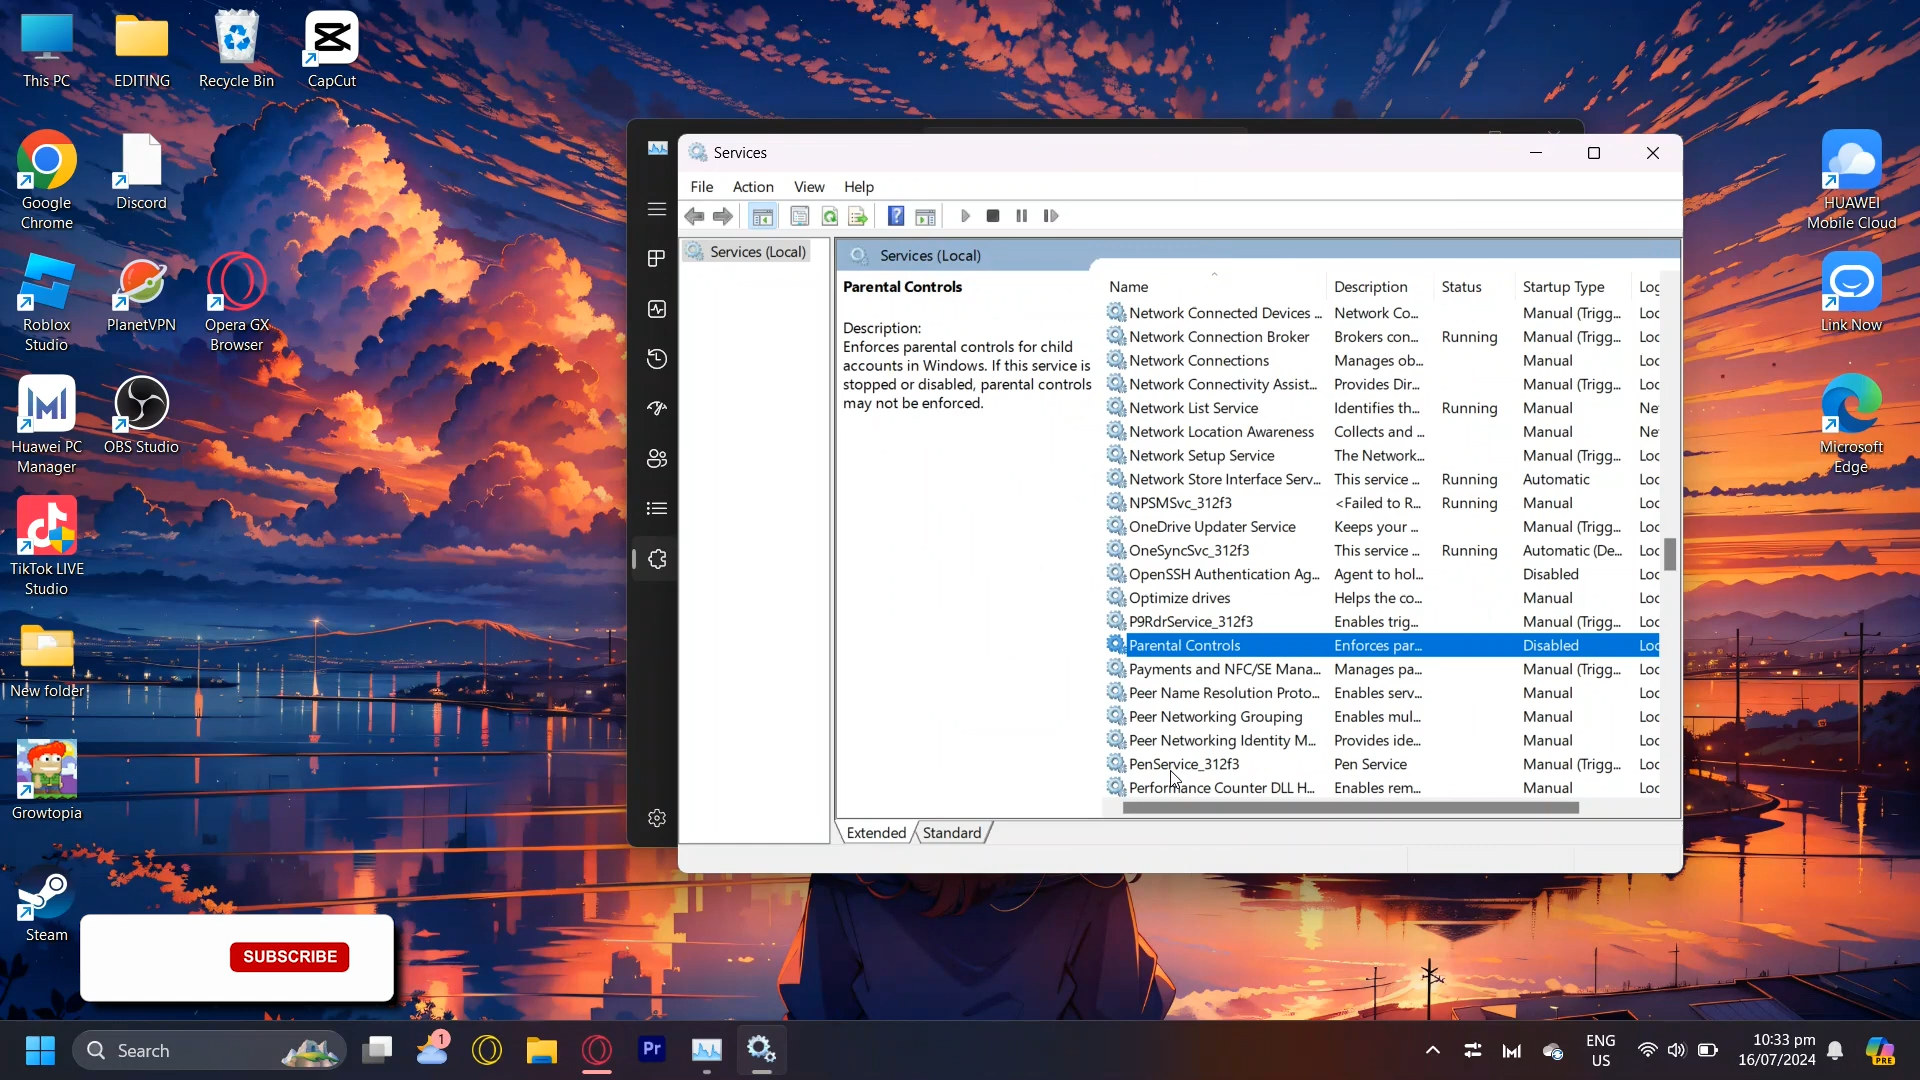 This PC
EDITING
Recycle Bin
CapCut
Google
Chrome
Discord
Roblox
Studio
PlanetVPN
Opera GX
Browser
Huawei PC
Manager
OBS Studio
TikTok LIVE
Studio
New folder
Growtopia
Steam
SUBSCRIBE
Services
File Action View Help
Services (Local)
Services (Local)
Parental Controls
Description:
Enforces parental controls for child
accounts in Windows. If this service is
stopped or disabled, parental controls
may not be enforced.
Name Description Status Startup Type Log
Network Connected Devices ... Network Co... Manual (Trigg... Loc
Network Connection Broker Brokers con... Running Manual (Trigg... Loc
Network Connections Manages ob... Manual Loc
Network Connectivity Assist... Provides Dir... Manual (Trigg... Loc
Network List Service Identifies th... Running Manual Net
Network Location Awareness Collects and ... Manual Net
Network Setup Service The Network... Manual (Trigg... Loc
Network Store Interface Serv... This service ... Running Automatic Loc
NPSMSvc_312f3 <Failed to R... Running Manual Loc
OneDrive Updater Service Keeps your ... Manual (Trigg... Loc
OneSyncSvc_312f3 This service ... Running Automatic (De... Loc
OpenSSH Authentication Ag... Agent to hol... Disabled Loc
Optimize drives Helps the co... Manual Loc
P9RdrService_312f3 Enables trig... Manual (Trigg... Loc
Parental Controls Enforces par... Disabled Loc
Payments and NFC/SE Mana... Manages pa... Manual (Trigg... Loc
Peer Name Resolution Proto... Enables serv... Manual Loc
Peer Networking Grouping Enables mul... Manual Loc
Peer Networking Identity M... Provides ide... Manual Loc
PenService_312f3 Pen Service Manual (Trigg... Loc
Performance Counter DLL H... Enables rem... Manual Loc
Extended Standard
HUAWEI
Mobile Cloud
Link Now
Microsoft
Edge
Search
1
Pr
ENG
US
10:33 pm
16/07/2024
PRE